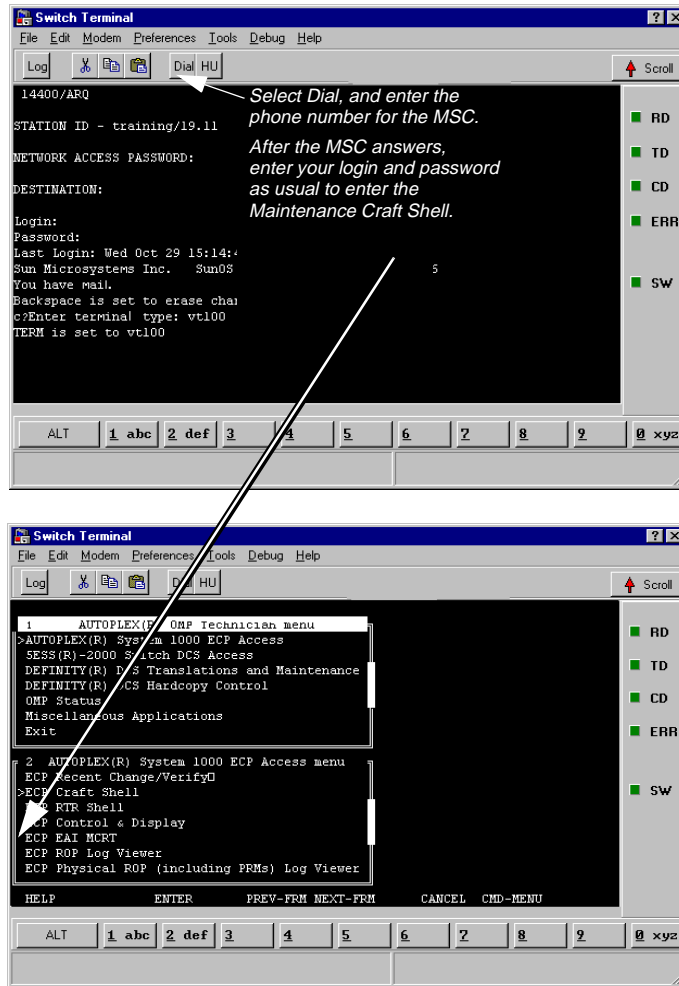 Switch Terminal
File Edit Modem Preferences Tools Debug Help
Log Dial HU Scroll
14400/ARQ
STATION ID - training/19.11
NETWORK ACCESS PASSWORD:
DESTINATION:
Login:
Password:
Last Login: Wed Oct 29 15:14:4
Sun Microsystems Inc. SunOS 5
You have mail.
Backspace is set to erase char
c?Enter terminal type: vt100
TERM is set to vt100
Select Dial, and enter the
phone number for the MSC.
After the MSC answers,
enter your login and password
as usual to enter the
Maintenance Craft Shell.
RD
TD
CD
ERR
SW
ALT 1 abc 2 def 3 4 5 6 7 8 9 0 xyz
Switch Terminal
File Edit Modem Preferences Tools Debug Help
Log Dial HU Scroll
1 AUTOPLEX(R) OMP Technician menu
>AUTOPLEX(R) System 1000 ECP Access
5ESS(R)-2000 Switch DCS Access
DEFINITY(R) DCS Translations and Maintenance
DEFINITY(R) DCS Hardcopy Control
OMP Status
Miscellaneous Applications
Exit
2 AUTOPLEX(R) System 1000 ECP Access menu
ECP Recent Change/Verify
>ECP Craft Shell
ECP RTR Shell
ECP Control & Display
ECP EAI MCRT
ECP ROP Log Viewer
ECP Physical ROP (including PRMs) Log Viewer
HELP ENTER PREV-FRM NEXT-FRM CANCEL CMD-MENU
RD
TD
CD
ERR
SW
ALT 1 abc 2 def 3 4 5 6 7 8 9 0 xyz